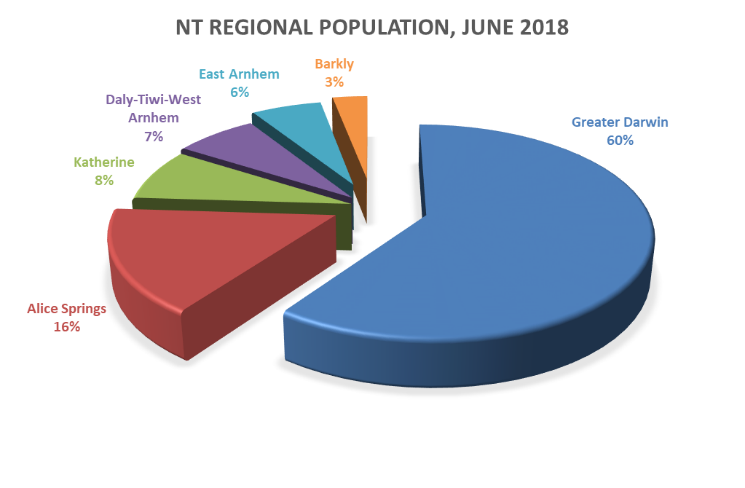 NT REGIONAL POPULATION, JUNE 2018
Barkly
3%
East Arnhem
6%
Daly-Tiwi-West
Arnhem
7%
Katherine
8%
Alice Springs
16%
Greater Darwin
60%